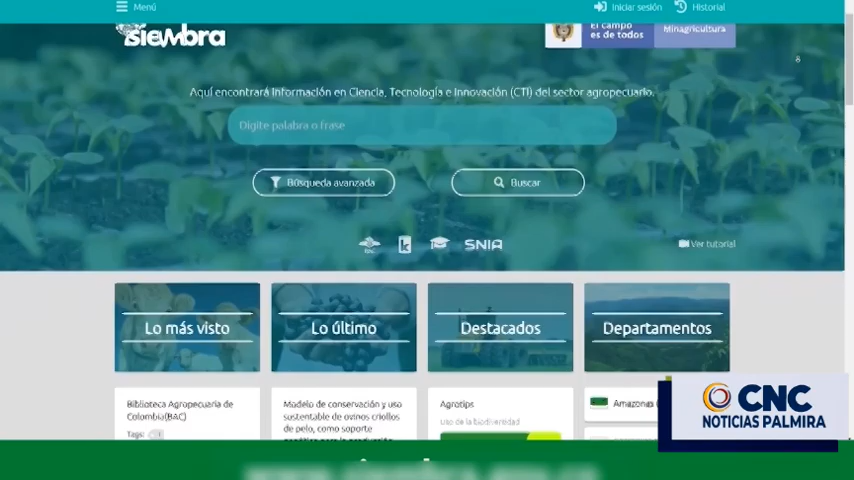 Menú
Iniciar sesión
Historial
siembra
El campo
es de todos
Minagricultura
Aquí encontrará información en Ciencia, Tecnología e Innovación (CTI) del sector agropecuario.
Digite palabra o frase
Búsqueda avanzada
Buscar
k
SNIA
Ver tutorial
Lo más visto
Lo último
Destacados
Departamentos
Biblioteca Agropecuaria de
Colombia(BAC)
Tags:
Modelo de conservación y uso
sustentable de ovinos criollos
de pelo, como soporte
Agrotips
uso de la biodiversidad
Amazonas
CNC
NOTICIAS PALMIRA